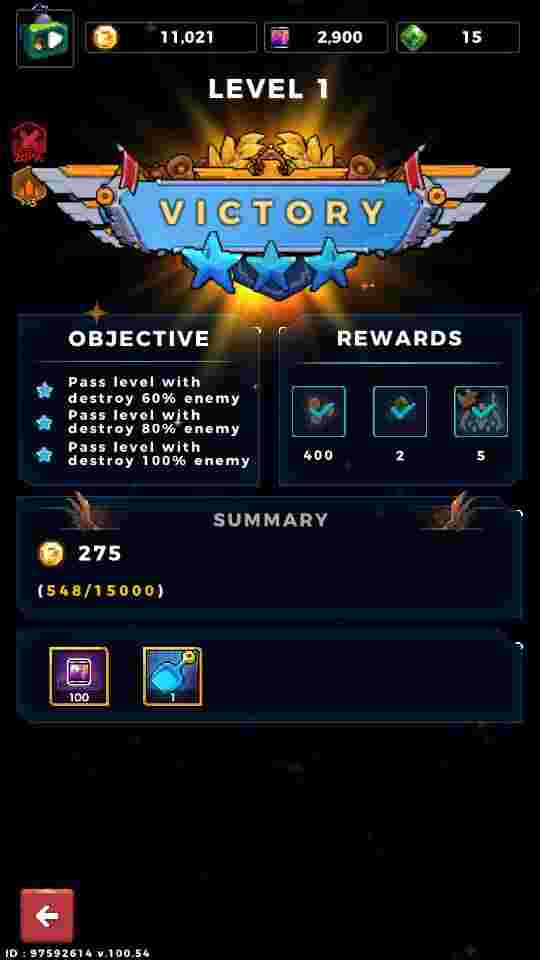 11,021
2,900
15
LEVEL 1
VICTORY
OBJECTIVE
REWARDS
Pass level with
destroy 60% enemy
Pass level with
destroy 80% enemy
Pass level with
destroy 100% enemy
400
2
5
SUMMARY
275
(548/15000)
100
1
ID : 97592614 v.100.54